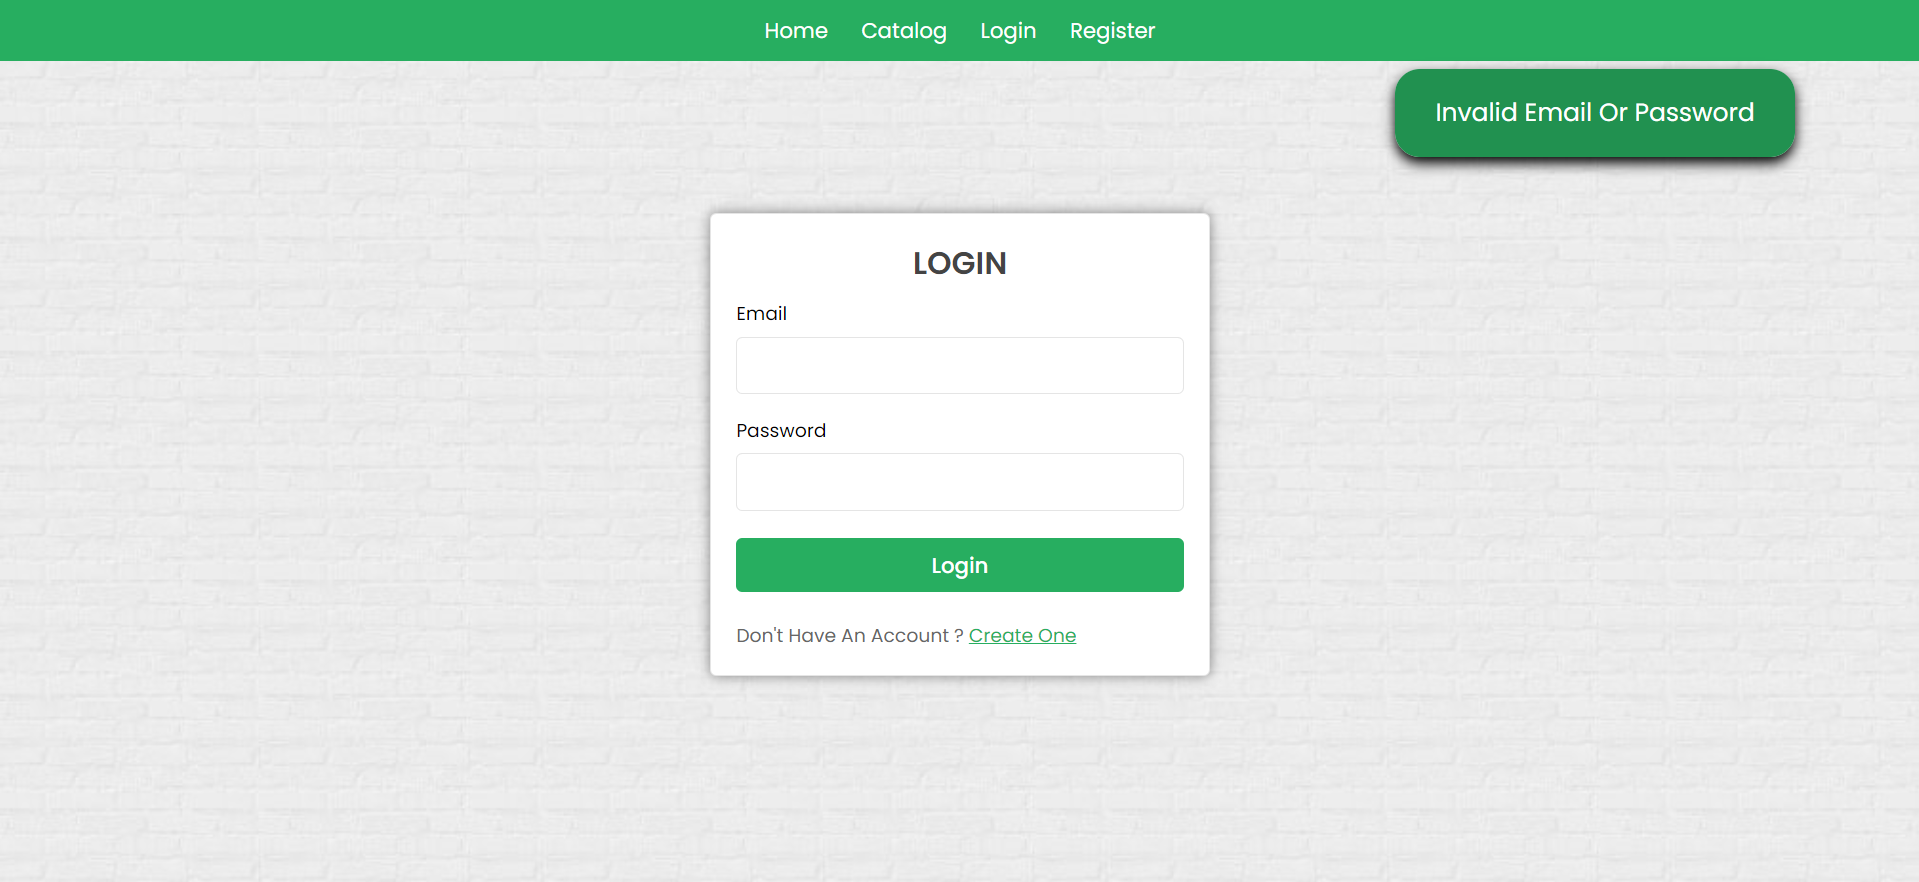 Home Catalog Login Register
Invalid Email Or Password
LOGIN
Email
Password
Login
Don't Have An Account ? Create One